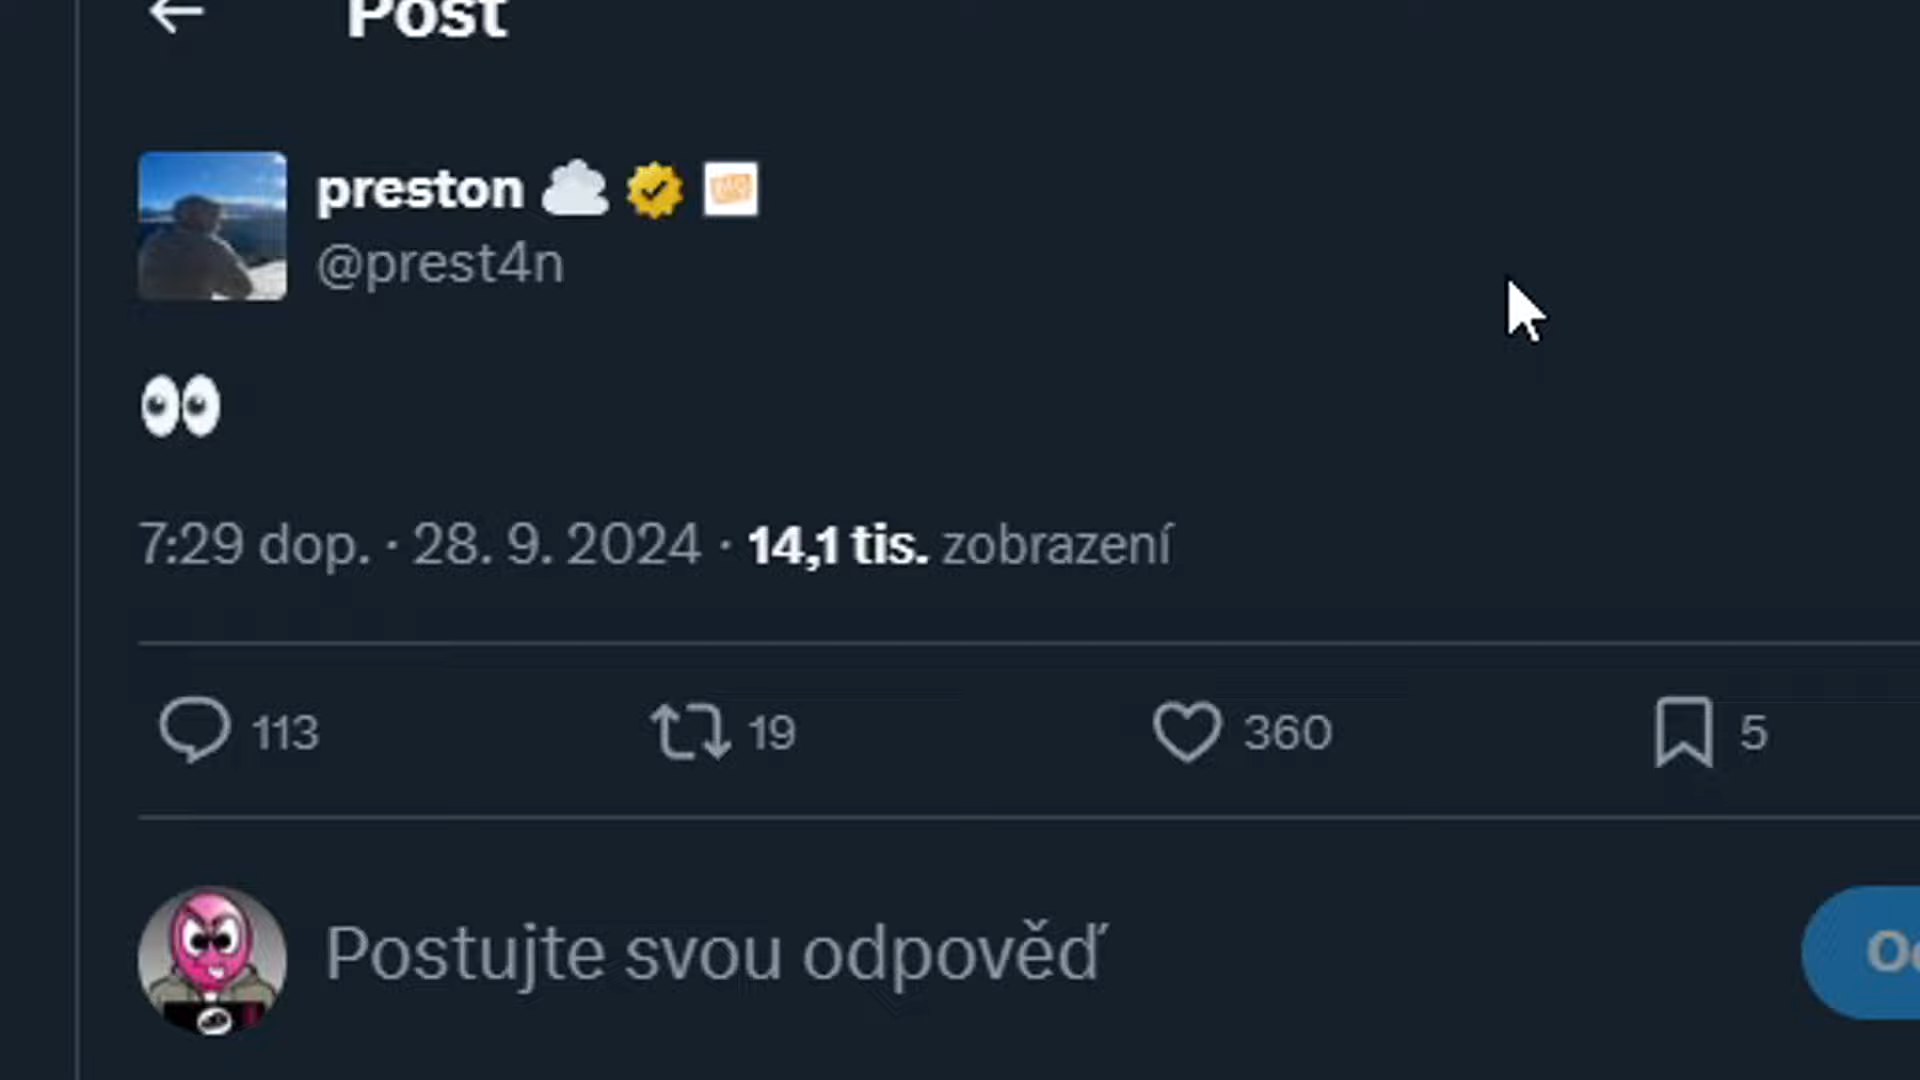 Post
preston ☁️
@prest4n
👀
7:29 dop. · 28. 9. 2024 · 14,1 tis. zobrazení
113 19 360 5
Postujte svou odpověď